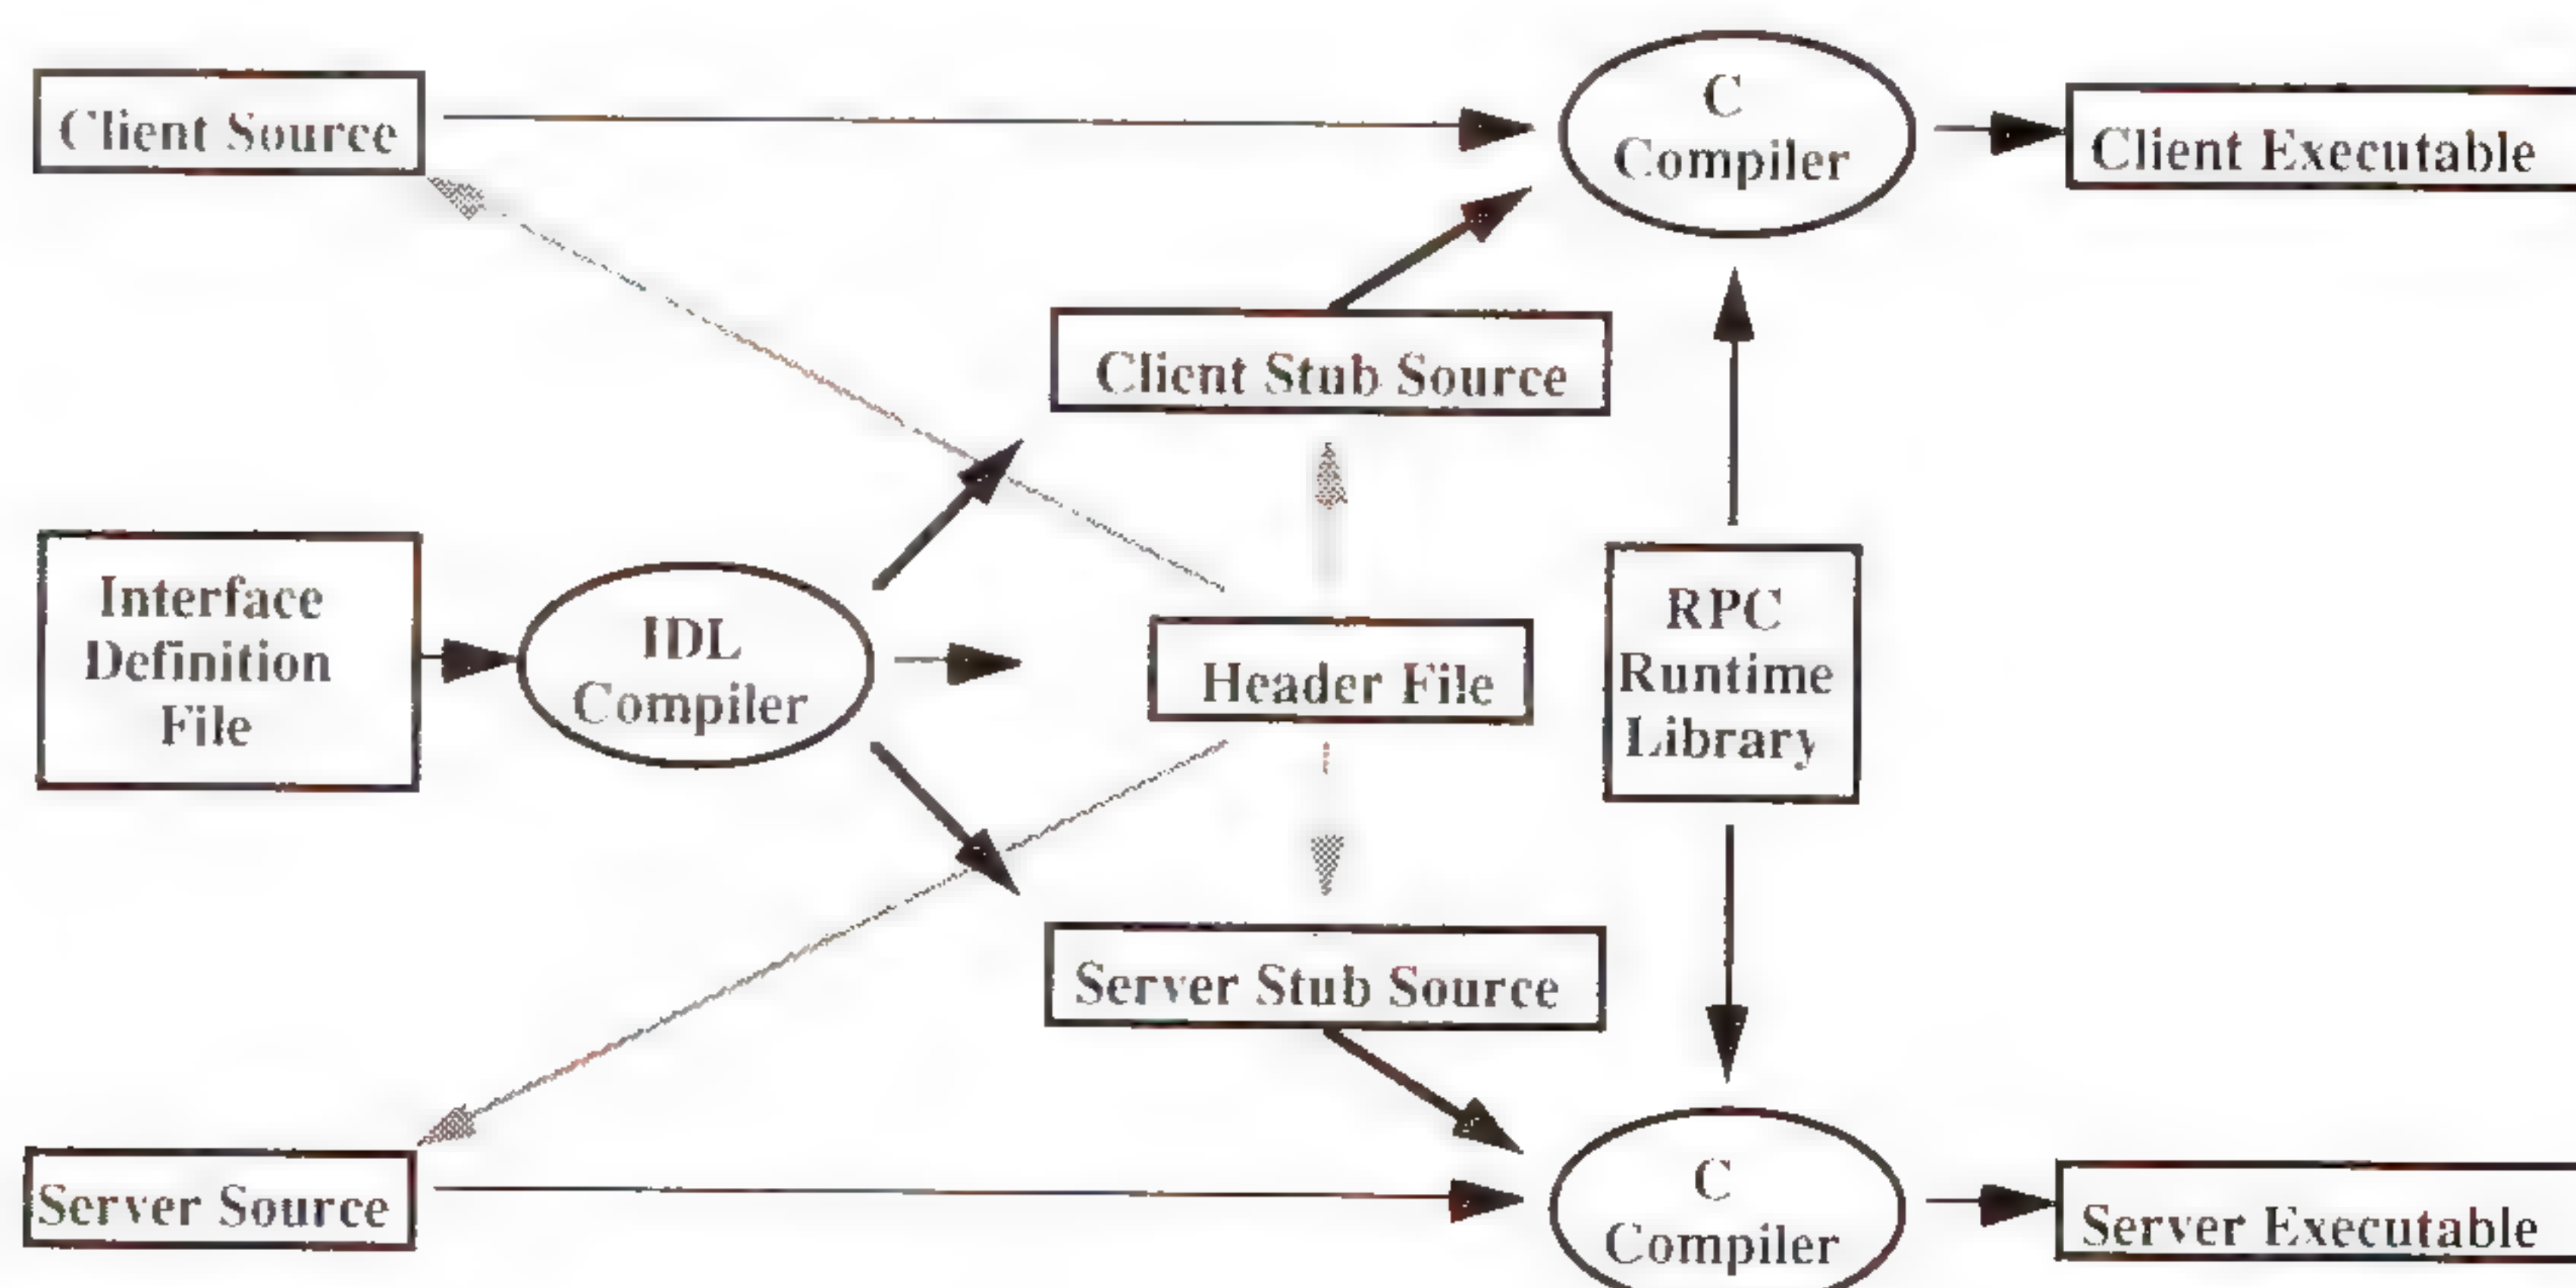 C
Compiler
Client Source
Client Executable
Client Stub Source
Interface
Definition
File
IDL
Compiler
Header File
RPC
Runtime
Library
Server Stub Source
C
Compiler
Server Source
Server Executable